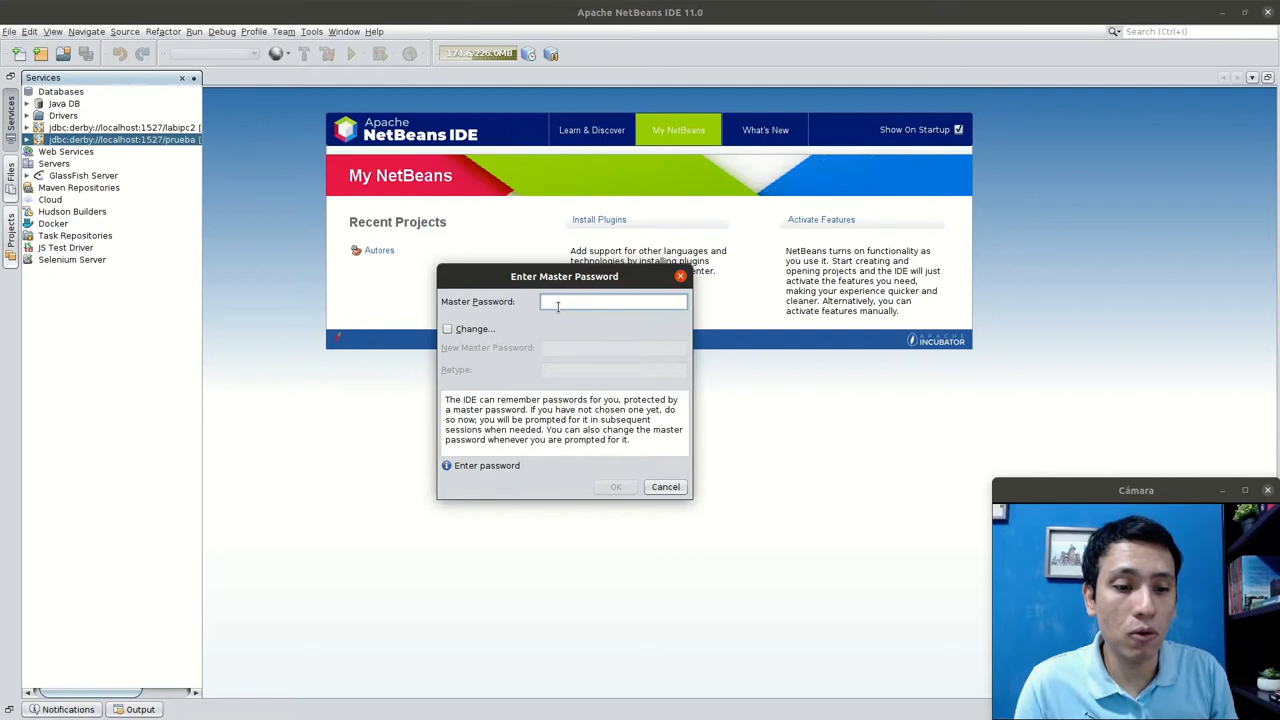 Apache NetBeans IDE 11.0
File Edit View Navigate Source Refactor Run Debug Profile Team Tools Window Help
Search (Ctrl+I)
Services
Databases
Java DB
Drivers
jdbc:derby://localhost:1527/labipc2 [
jdbc:derby://localhost:1527/prueba [
Web Services
Servers
GlassFish Server
Maven Repositories
Cloud
Hudson Builders
Docker
Task Repositories
JS Test Driver
Selenium Server
Services
Files
Projects
Apache
NetBeans IDE
Learn & Discover
My NetBeans
What's New
Show On Startup
My NetBeans
Recent Projects
Autores
Install Plugins
Add support for other languages and
technologies by installing plugins
Activate Features
NetBeans turns on functionality as
you use it. Start creating and
opening projects and the IDE will just
activate the features you need,
making your experience quicker and
cleaner. Alternatively, you can
activate features manually.
APACHE
INCUBATOR
Enter Master Password
Master Password:
Change...
New Master Password:
Retype:
The IDE can remember passwords for you, protected by
a master password. If you have not chosen one yet, do
so now; you will be prompted for it in subsequent
sessions when needed. You can also change the master
password whenever you are prompted for it.
Enter password
OK
Cancel
Cámara
Notifications
Output